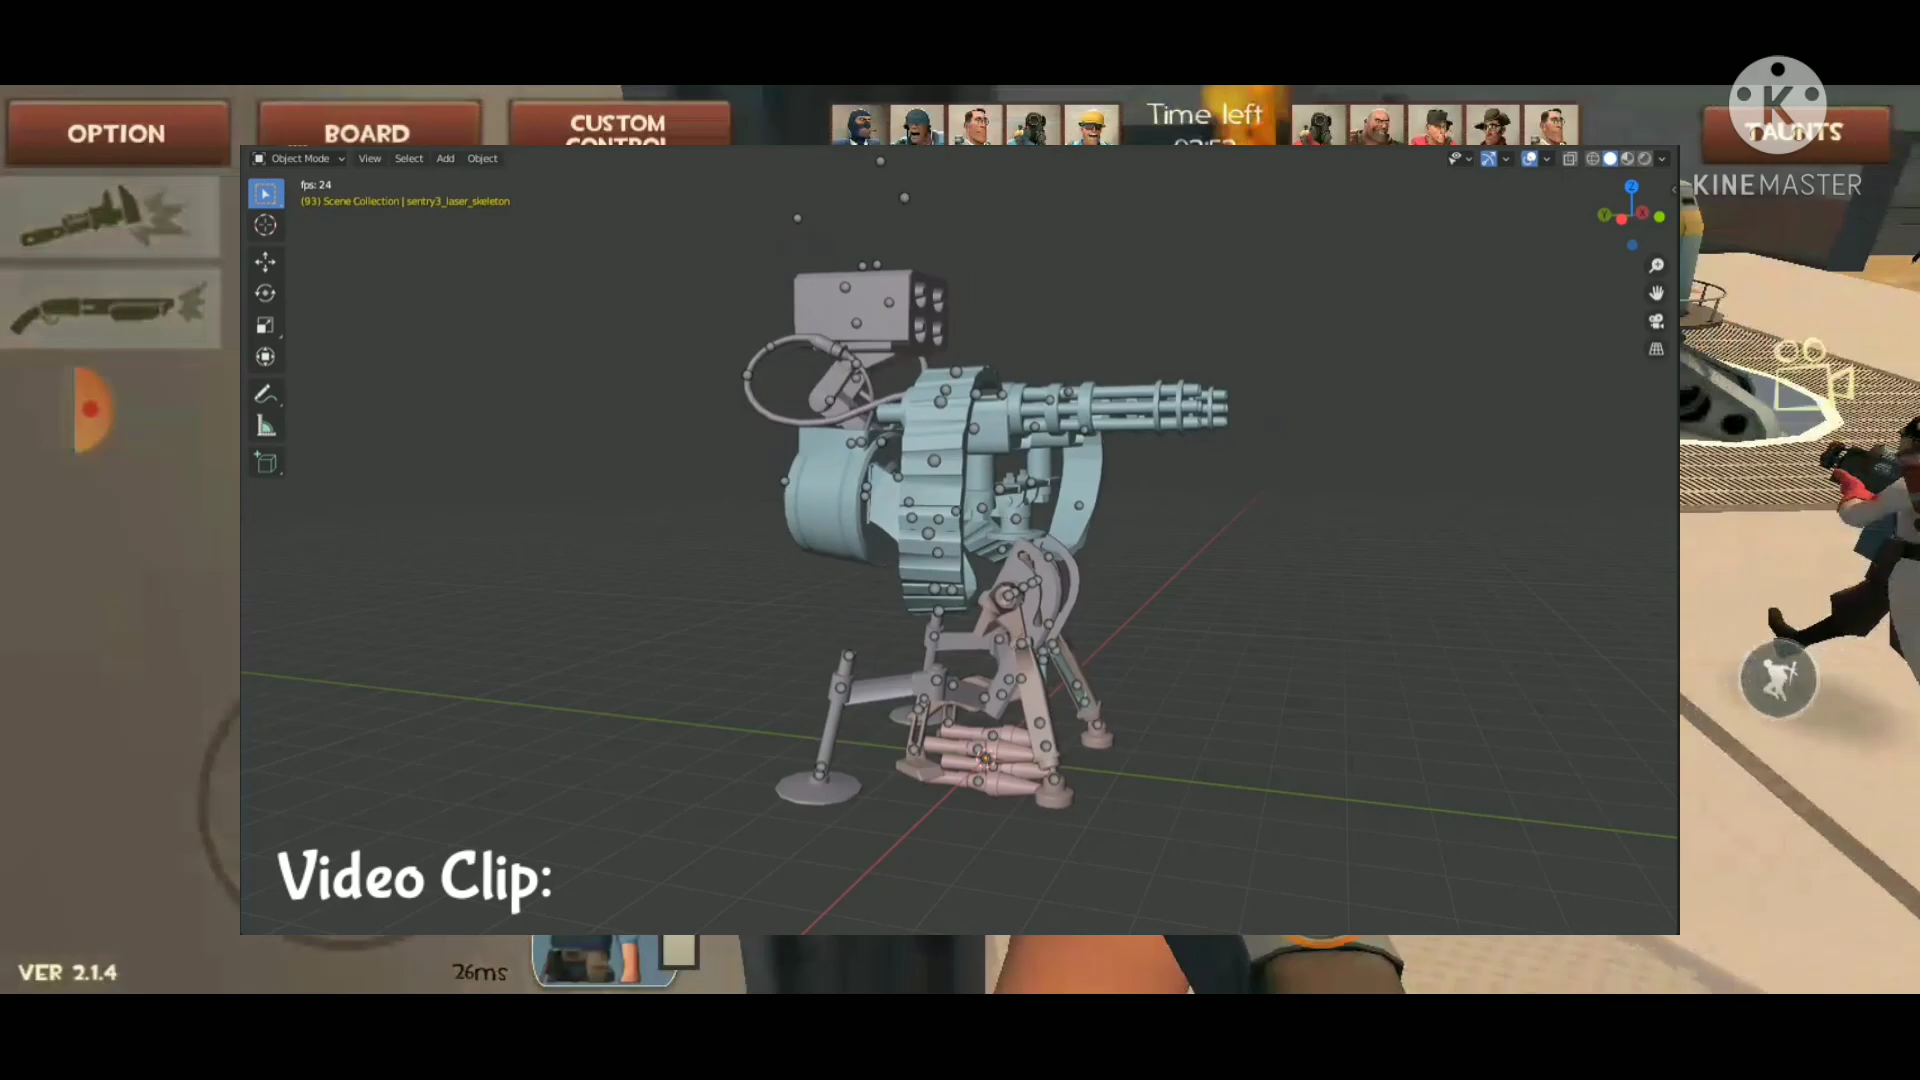 OPTION
BOARD
CUSTOM
CONTROL
Time left
TAUNTS
K
KINEMASTER
Object Mode
View
Select
Add
Object
fps: 24
(93) Scene Collection | sentry3_laser_skeleton
Z
Y
X
Video Clip:
VER 2.1.4
26ms